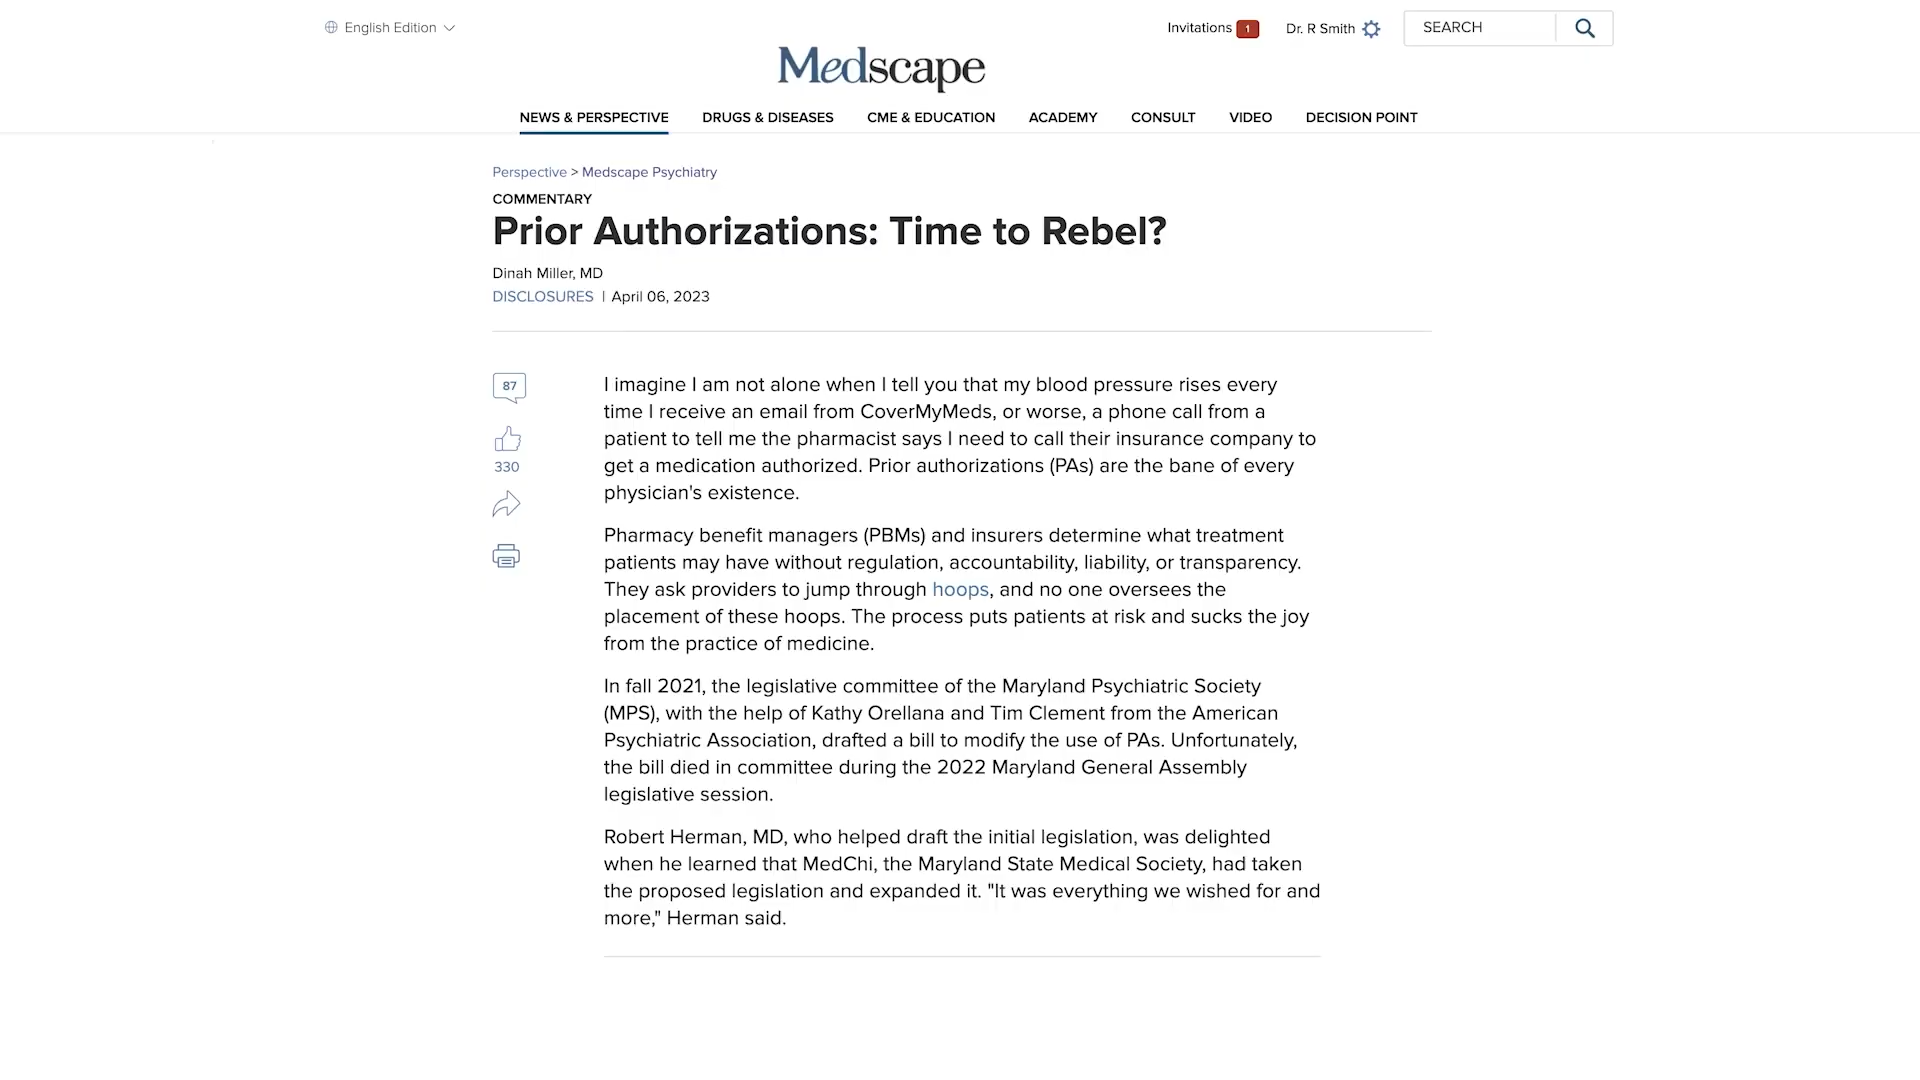 English Edition
Invitations 1
Dr. R Smith
SEARCH
Medscape
NEWS & PERSPECTIVE DRUGS & DISEASES CME & EDUCATION ACADEMY CONSULT VIDEO DECISION POINT
Perspective > Medscape Psychiatry
COMMENTARY
Prior Authorizations: Time to Rebel?
Dinah Miller, MD
DISCLOSURES | April 06, 2023
87
330
I imagine I am not alone when I tell you that my blood pressure rises every
time I receive an email from CoverMyMeds, or worse, a phone call from a
patient to tell me the pharmacist says I need to call their insurance company to
get a medication authorized. Prior authorizations (PAs) are the bane of every
physician's existence.
Pharmacy benefit managers (PBMs) and insurers determine what treatment
patients may have without regulation, accountability, liability, or transparency.
They ask providers to jump through hoops, and no one oversees the
placement of these hoops. The process puts patients at risk and sucks the joy
from the practice of medicine.
In fall 2021, the legislative committee of the Maryland Psychiatric Society
(MPS), with the help of Kathy Orellana and Tim Clement from the American
Psychiatric Association, drafted a bill to modify the use of PAs. Unfortunately,
the bill died in committee during the 2022 Maryland General Assembly
legislative session.
Robert Herman, MD, who helped draft the initial legislation, was delighted
when he learned that MedChi, the Maryland State Medical Society, had taken
the proposed legislation and expanded it. "It was everything we wished for and
more," Herman said.